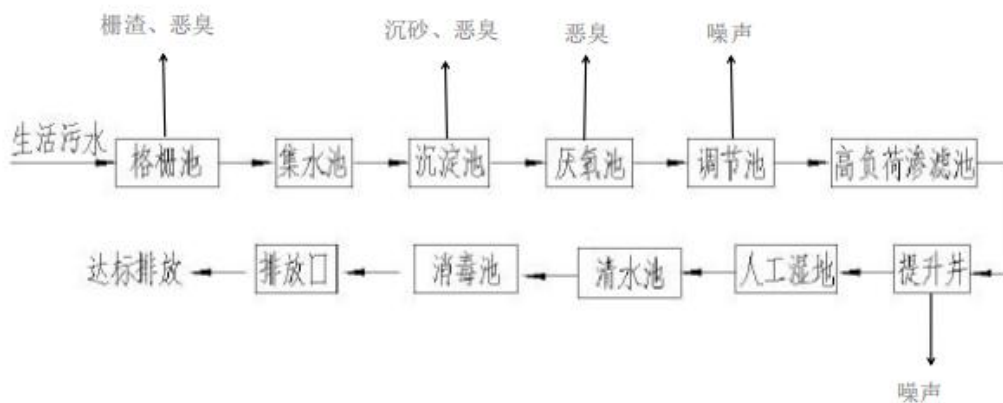 栅渣、恶臭
沉砂、恶臭
恶臭
噪声
生活污水
格栅池
集水池
沉淀池
厌氧池
调节池
高负荷渗滤池
达标排放
排放口
消毒池
清水池
人工湿地
提升井
噪声